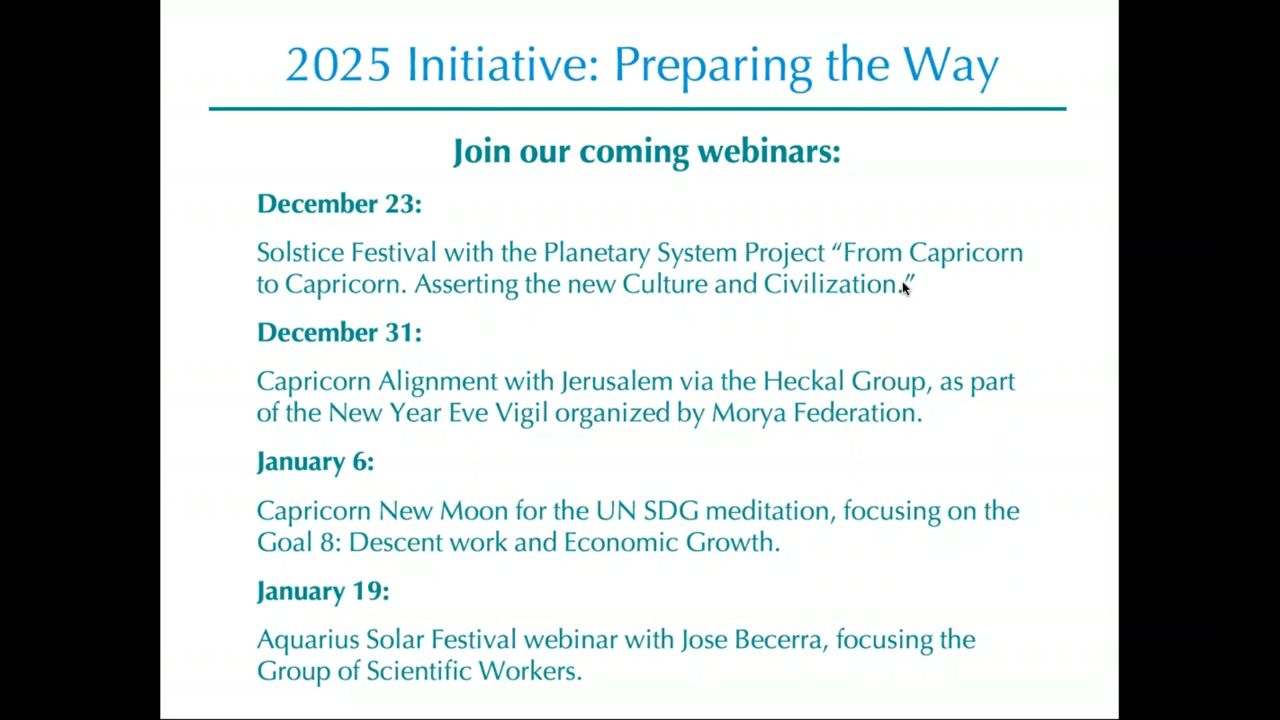 2025 Initiative: Preparing the Way
Join our coming webinars:
December 23:
Solstice Festival with the Planetary System Project “From Capricorn
to Capricorn. Asserting the new Culture and Civilization.”
December 31:
Capricorn Alignment with Jerusalem via the Heckal Group, as part
of the New Year Eve Vigil organized by Morya Federation.
January 6:
Capricorn New Moon for the UN SDG meditation, focusing on the
Goal 8: Descent work and Economic Growth.
January 19:
Aquarius Solar Festival webinar with Jose Becerra, focusing the
Group of Scientific Workers.